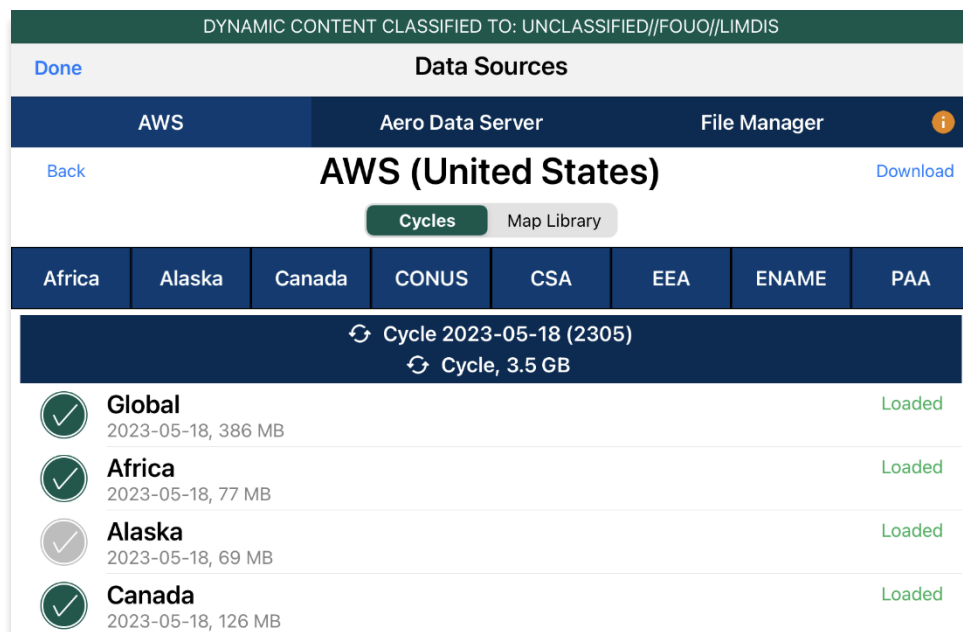 DYNAMIC CONTENT CLASSIFIED TO: UNCLASSIFIED//FOUO//LIMDIS
Done Data Sources
AWS Aero Data Server File Manager i
Back AWS (United States) Download
Cycles Map Library
Africa Alaska Canada CONUS CSA EEA ENAME PAA
Cycle 2023-05-18 (2305)
Cycle, 3.5 GB
Global Loaded
2023-05-18, 386 MB
Africa Loaded
2023-05-18, 77 MB
Alaska Loaded
2023-05-18, 69 MB
Canada Loaded
2023-05-18, 126 MB